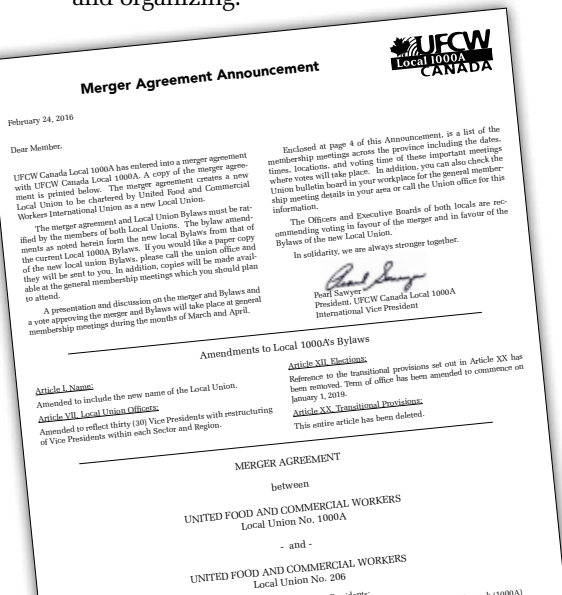 and organizing.
UFCW
Local 1000A
CANADA
Merger Agreement Announcement
February 24, 2016
Dear Member.
UFCW Canada Local 1000A has entered into a merger agreement
with UFCW Canada Local 1000A. A copy of the merger agree-
ment is printed below. The merger agreement creates a new
Local Union to be chartered by United Food and Commercial
Workers International Union as a new Local Union.
The merger agreement and Local Union Bylaws must be rat-
ified by the members of both Local Unions. The bylaw amend-
ments as noted herein form the new local Bylaws from that of
the current Local 1000A Bylaws. If you would like a paper copy
of the new local union Bylaws, please call the union office and
they will be sent to you. In addition, copies will be made avail-
able at the general membership meetings which you should plan
to attend.
A presentation and discussion on the merger and Bylaws and
a vote approving the merger and Bylaws will take place at general
membership meetings during the months of March and April.
Enclosed at page 4 of this Announcement, is a list of the
membership meetings across the province including the dates,
times, locations, and voting time of these important meetings
where votes will take place. In addition, you can also check the
Union bulletin board in your workplace for the general member-
ship meeting details in your area or call the Union office for this
information.
The Officers and Executive Boards of both locals are rec-
ommending voting in favour of the merger and in favour of the
Bylaws of the new Local Union.
In solidarity, we are always stronger together.
Pearl Sawyer
President, UFCW Canada Local 1000A
International Vice President
Amendments to Local 1000A's Bylaws
Article I, Name:
Amended to include the new name of the Local Union.
Article VII, Local Union Officers:
Amended to reflect thirty (30) Vice Presidents with restructuring
of Vice Presidents within each Sector and Region.
Article XII, Elections:
Reference to the transitional provisions set out in Article XX has
been removed. Term of office has been amended to commence on
January 1, 2019.
Article XX, Transitional Provisions:
This entire article has been deleted.
MERGER AGREEMENT
between
UNITED FOOD AND COMMERCIAL WORKERS
Local Union No. 1000A
- and -
UNITED FOOD AND COMMERCIAL WORKERS
Local Union No. 206
(1000A)